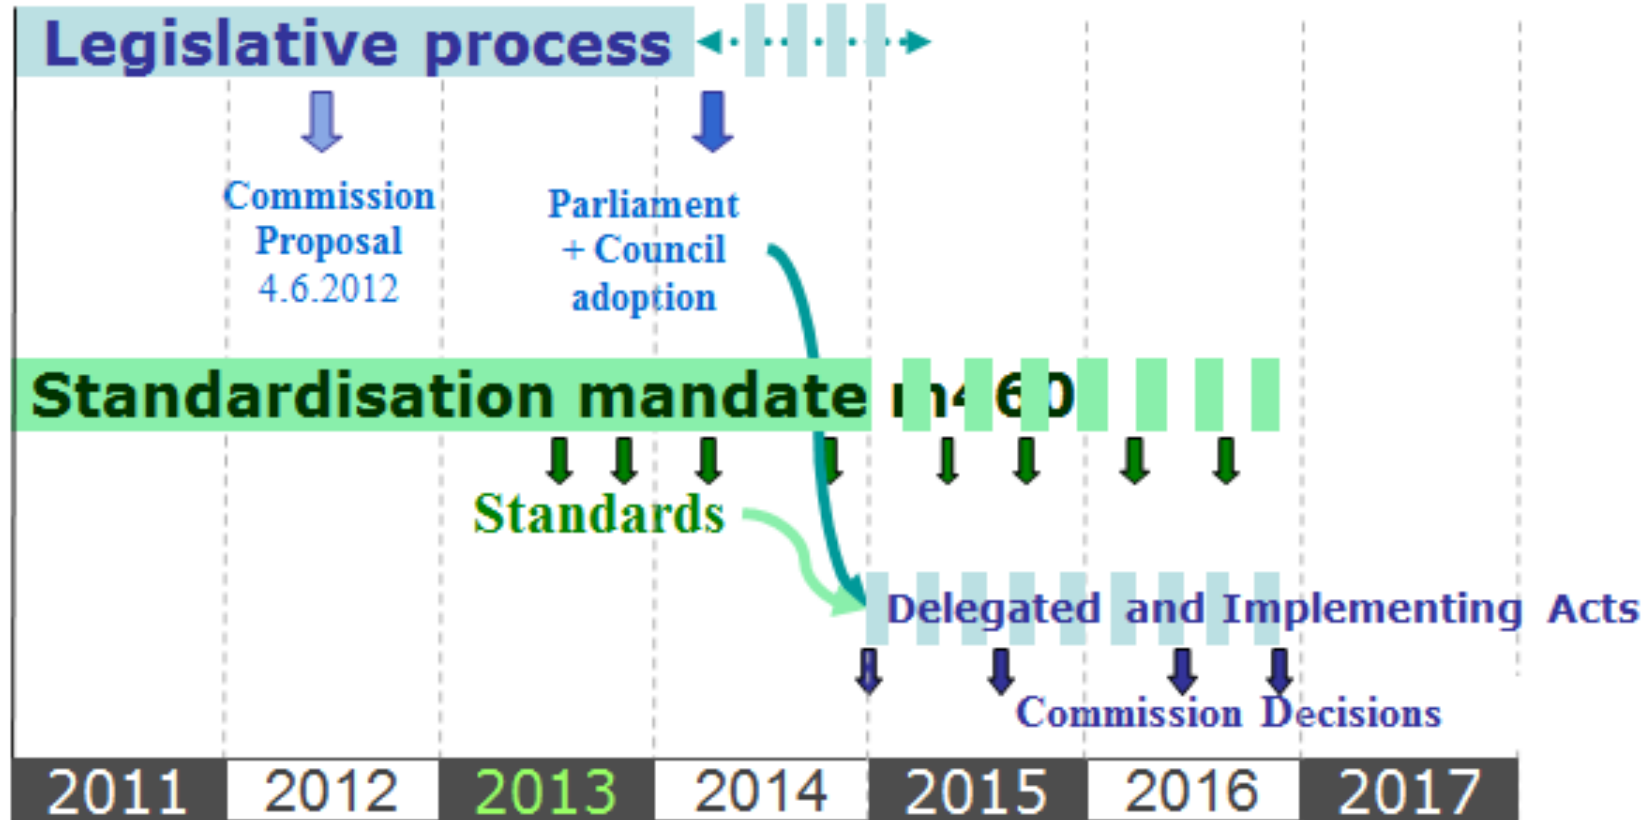 Legislative process
Commission
Proposal
4.6.2012
Parliament
+ Council
adoption
Standardisation mandate m460
Standards
Delegated and Implementing Acts
Commission Decisions
2011 2012 2013 2014 2015 2016 2017